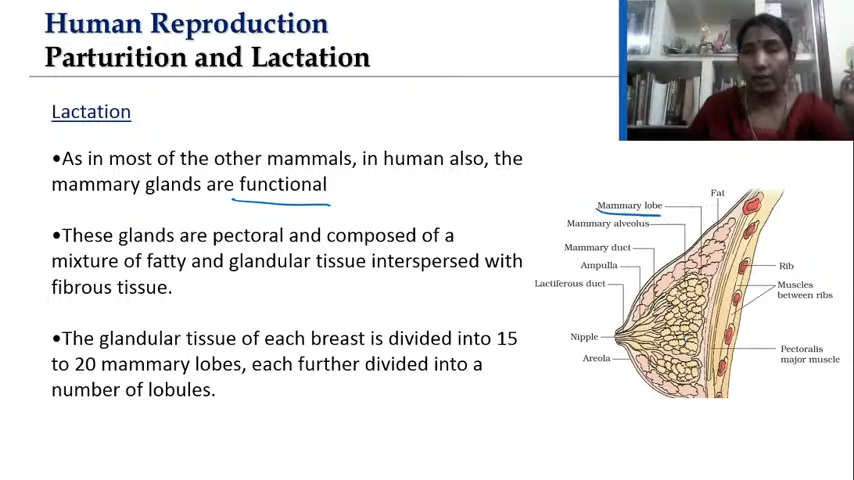 Human Reproduction
Parturition and Lactation
Lactation
•As in most of the other mammals, in human also, the
mammary glands are functional
•These glands are pectoral and composed of a
mixture of fatty and glandular tissue interspersed with
fibrous tissue.
•The glandular tissue of each breast is divided into 15
to 20 mammary lobes, each further divided into a
number of lobules.
Fat
Mammary lobe
Mammary alveolus
Mammary duct
Ampulla
Lactiferous duct
Nipple
Areola
Rib
Muscles
between ribs
Pectoralis
major muscle